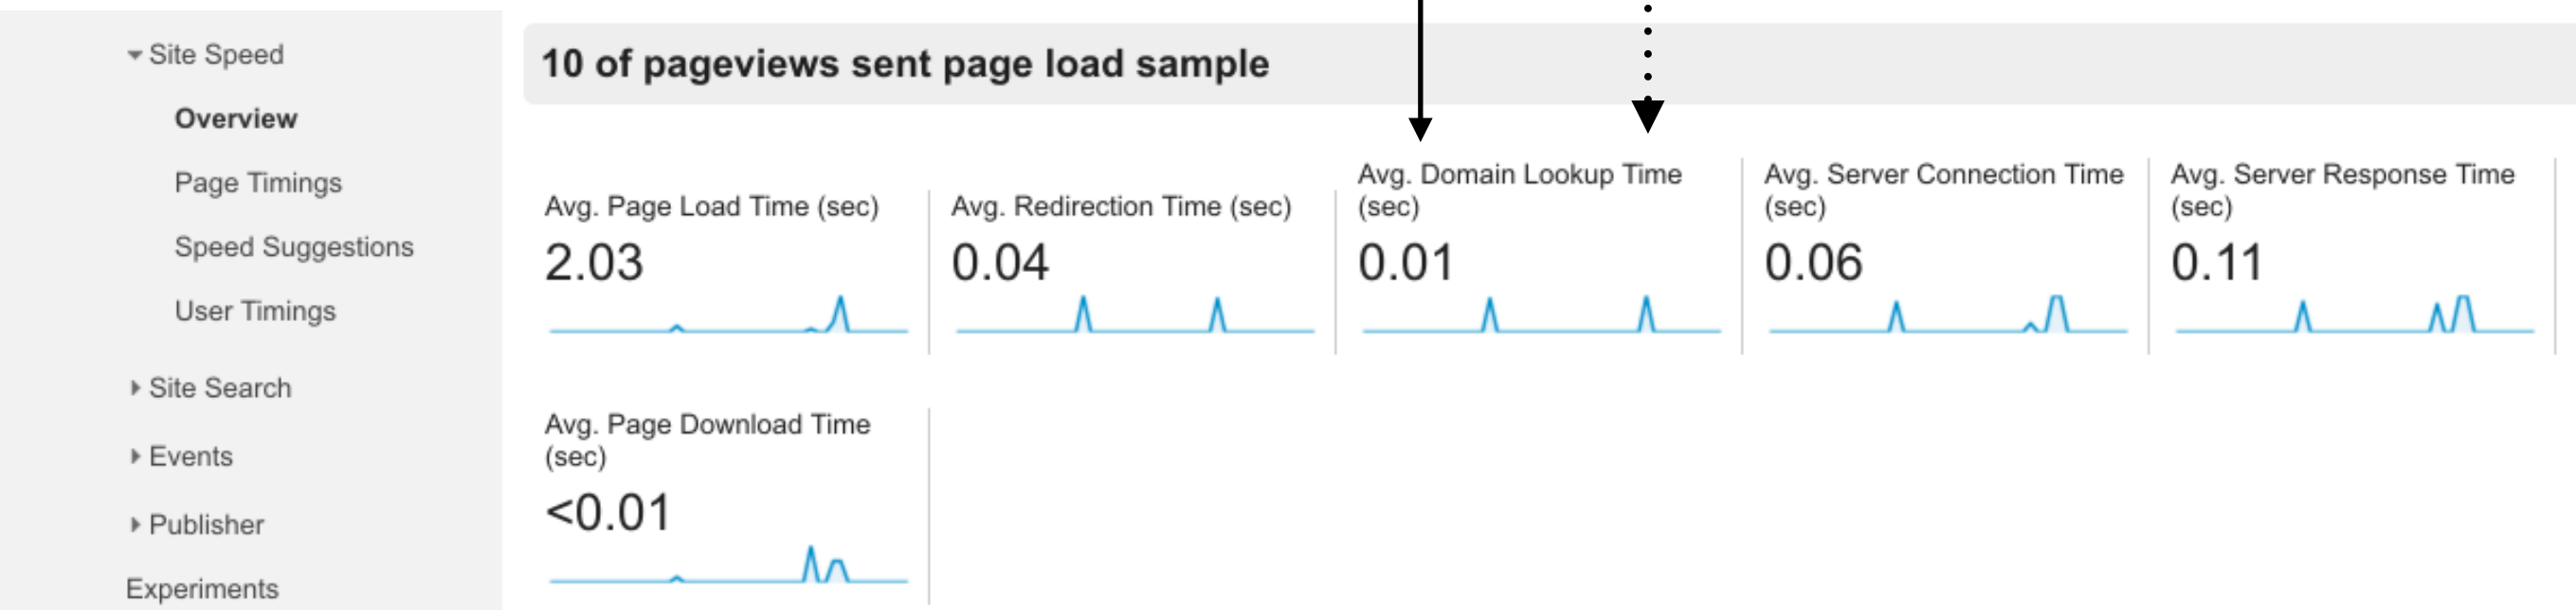 Site Speed
Overview
Page Timings
Speed Suggestions
User Timings
Site Search
Events
Publisher
Experiments
10 of pageviews sent page load sample
Avg. Page Load Time (sec)
2.03
Avg. Redirection Time (sec)
0.04
Avg. Domain Lookup Time
(sec)
0.01
Avg. Server Connection Time
(sec)
0.06
Avg. Server Response Time
(sec)
0.11
Avg. Page Download Time
(sec)
<0.01